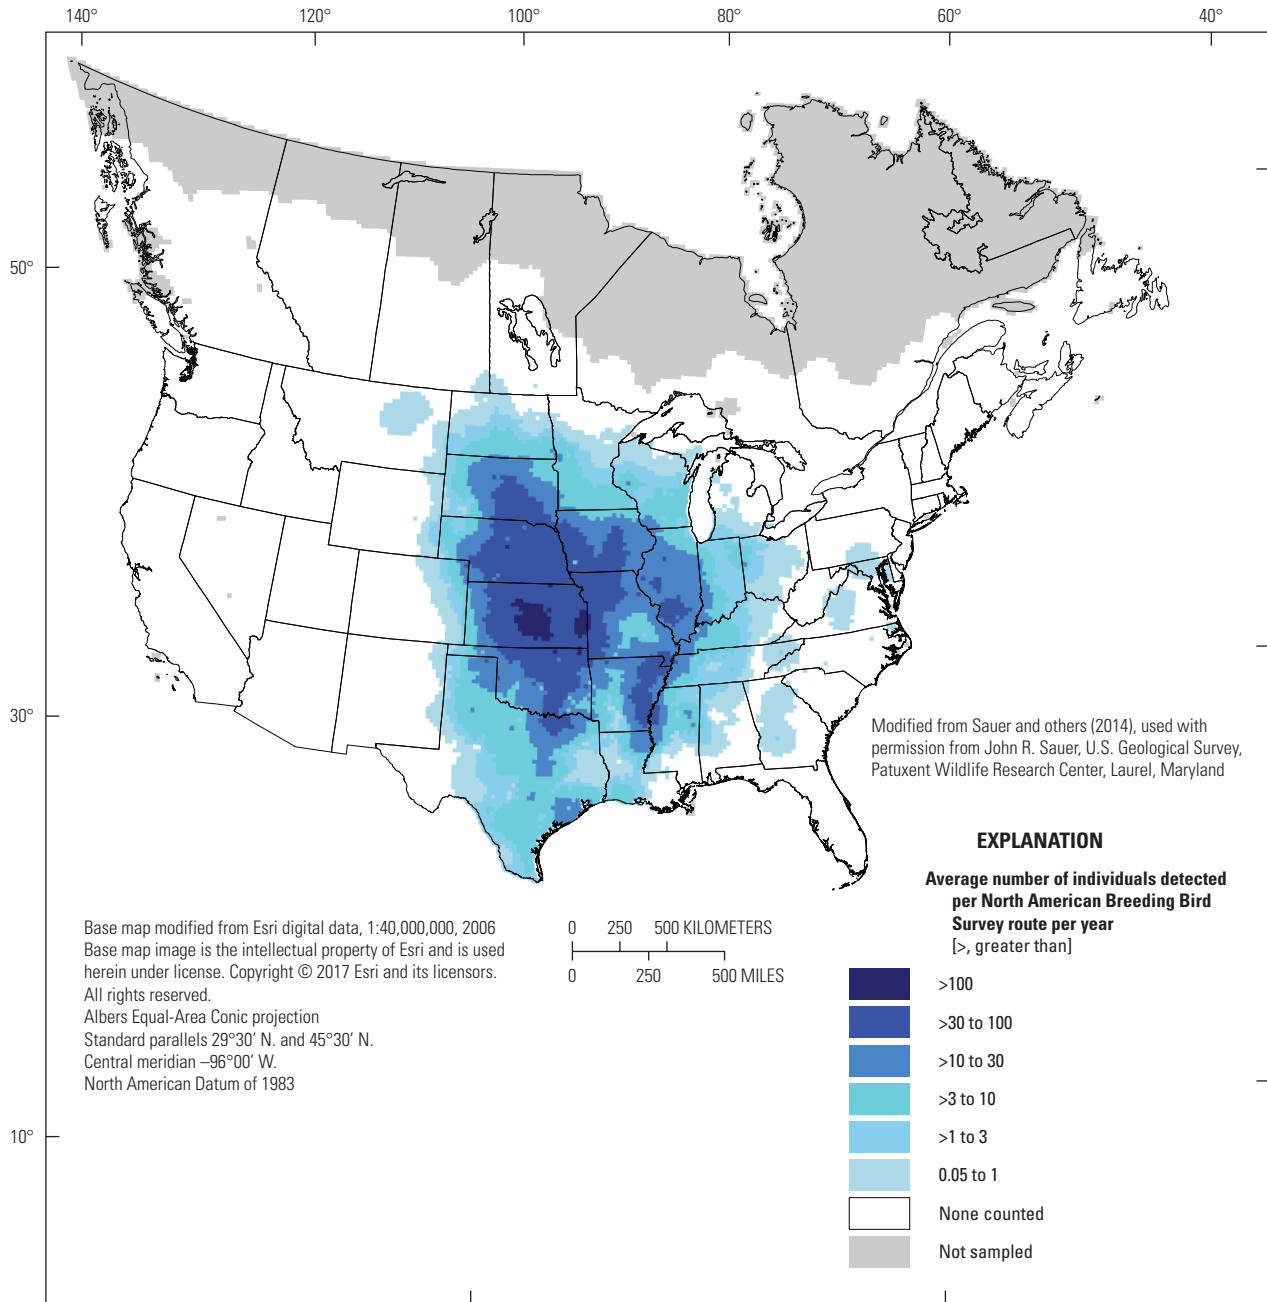 140° 120° 100° 80° 60° 40°
50°
30°
10°
Modified from Sauer and others (2014), used with
permission from John R. Sauer, U.S. Geological Survey,
Patuxent Wildlife Research Center, Laurel, Maryland
EXPLANATION
Average number of individuals detected
per North American Breeding Bird
Survey route per year
[>, greater than]
>100
>30 to 100
>10 to 30
>3 to 10
>1 to 3
0.05 to 1
None counted
Not sampled
Base map modified from Esri digital data, 1:40,000,000, 2006
Base map image is the intellectual property of Esri and is used
herein under license. Copyright © 2017 Esri and its licensors.
All rights reserved.
Albers Equal-Area Conic projection
Standard parallels 29°30′ N. and 45°30′ N.
Central meridian –96°00′ W.
North American Datum of 1983
0 250 500 KILOMETERS
0 250 500 MILES